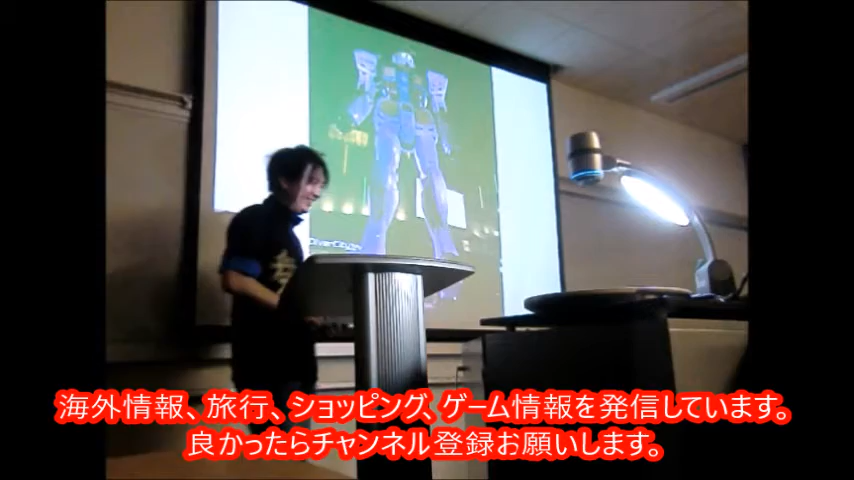 DiverCity
海外情報、旅行、ショッピング、ゲーム情報を発信しています。
良かったらチャンネル登録お願いします。